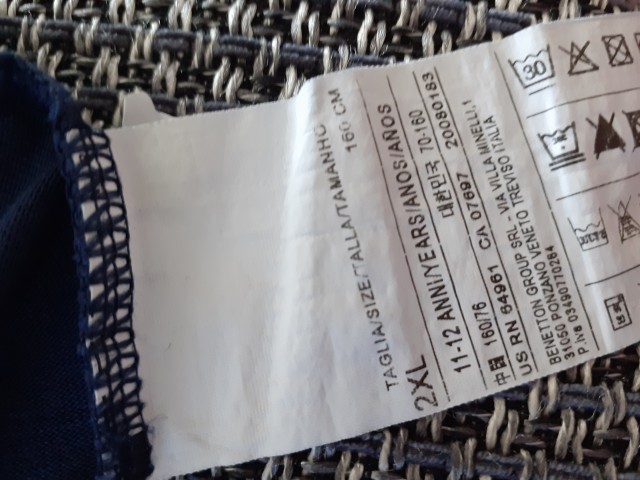 TAGLIA/SIZE/TALLA/TAMANHO
160 CM
2XL
11-12 ANNI/YEARS/ANOS/AÑOS
대한민국 70-160
中國 160/76 20080183
US RN 64961 CA 07697
BENETTON GROUP SRL - VIA VILLA MINELLI,1
31050 PONZANO VENETO TREVISO ITALIA
P.Iva 03490770264